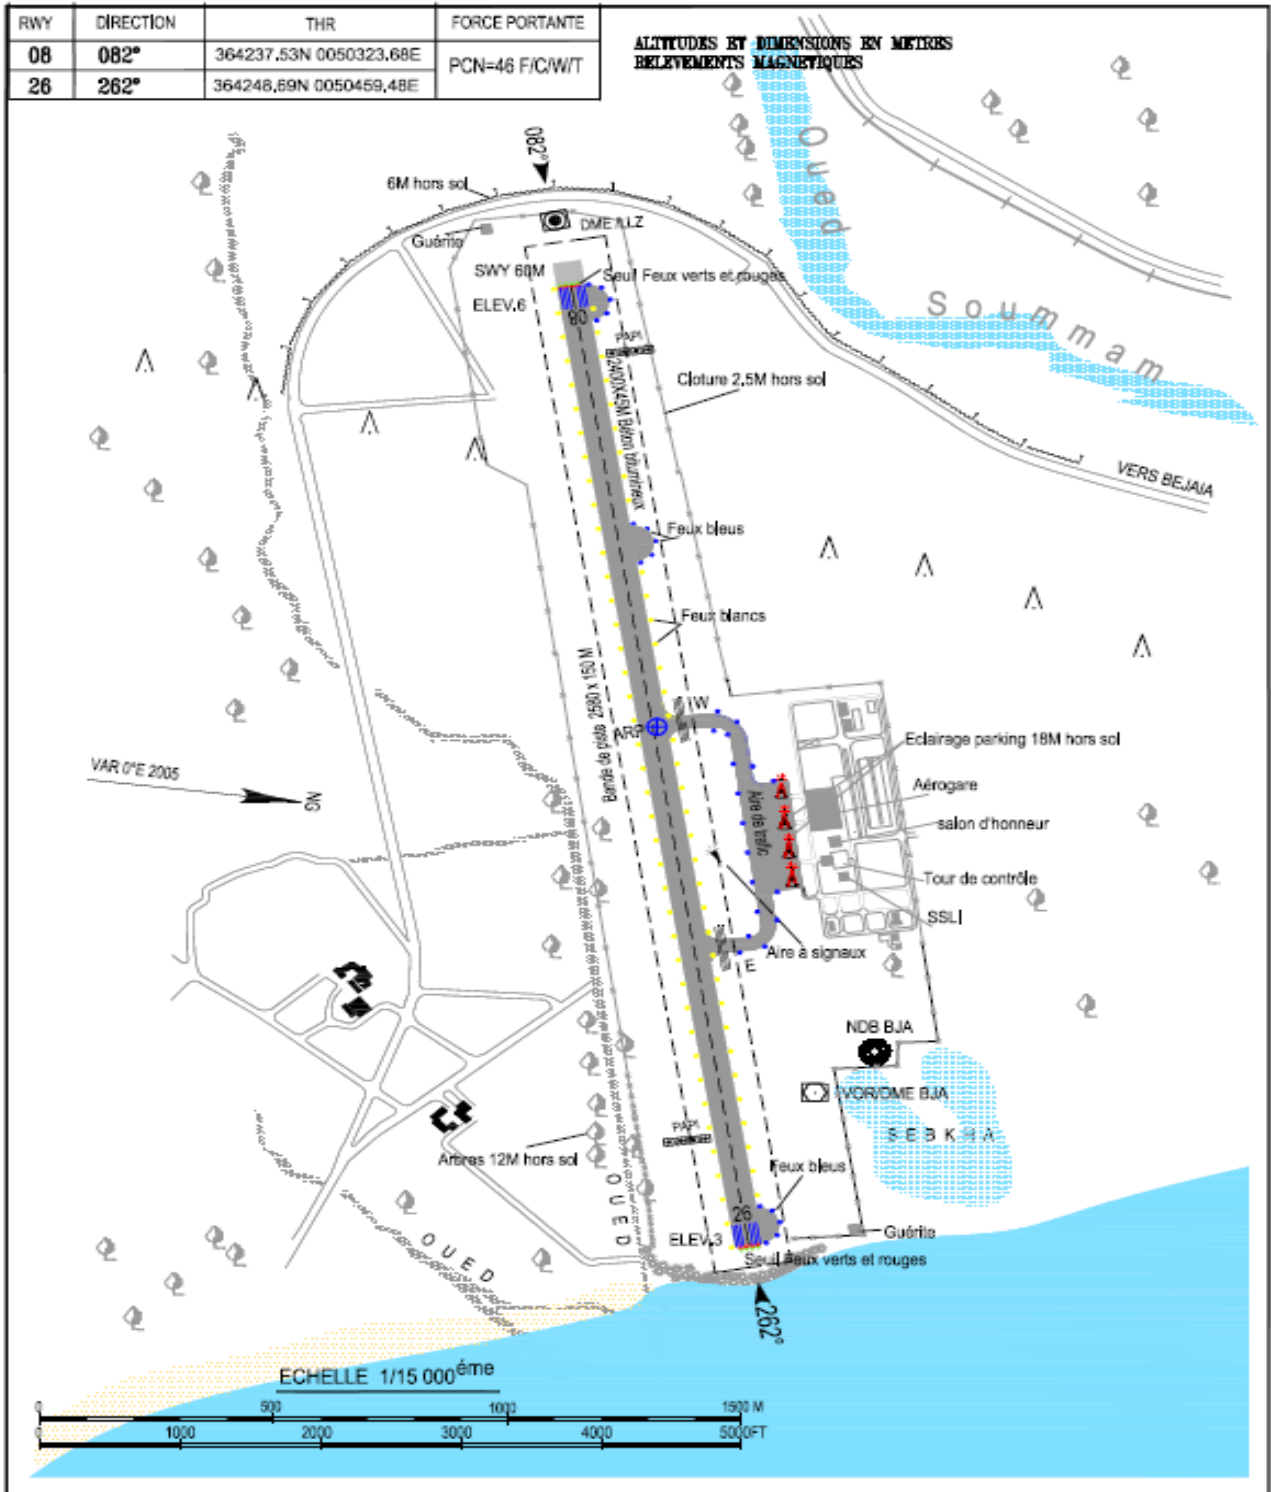 RWY DIRECTION THR FORCE PORTANTE
08 082° 364237.53N 0050323.68E PCN=46 F/C/W/T
26 262° 364248.69N 0050459.48E
ALTITUDES ET DIMENSIONS EN METRES
RELEVEMENTS MAGNETIQUES
082°
6M hors sol
Guérite
DME/LLZ
SWY 60M
Seuil Feux verts et rouges
ELEV.6
08
PAPI
2400X45M Béton bitumineux
Cloture 2,5M hors sol
Oued
Soummam
VERS BEJAIA
Feux bleus
Feux blancs
Bande de piste 2580 x 150 M
W
ARP
Eclairage parking 18M hors sol
VAR 0°E 2005
NG
Aire de trafic
Aérogare
salon d'honneur
Tour de contrôle
SSLI
Aire à signaux
E
NDB BJA
VOR/DME BJA
SEBKHA
PAPI
Arbres 12M hors sol
OUED
OUED
Feux bleus
26
ELEV.3
Guérite
Seuil Feux verts et rouges
262°
ECHELLE 1/15 000éme
0 500 1000 1500 M
0 1000 2000 3000 4000 5000FT